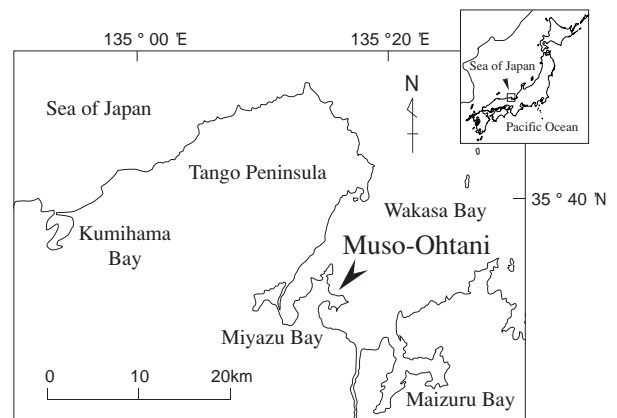 135 ° 00 ′E
135 ° 20 ′E
Sea of Japan
Pacific Ocean
N
Sea of Japan
Tango Peninsula
Wakasa Bay
35 ° 40 ′N
Kumihama
Bay
Muso-Ohtani
Miyazu Bay
Maizuru Bay
0 10 20km